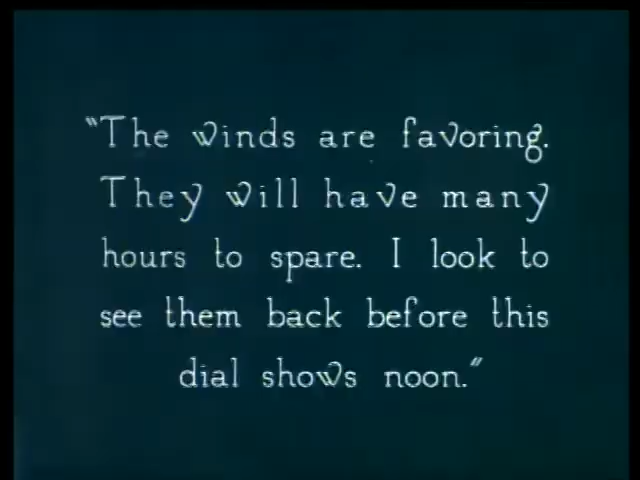 "The winds are favoring.
They will have many
hours to spare. I look to
see them back before this
dial shows noon."